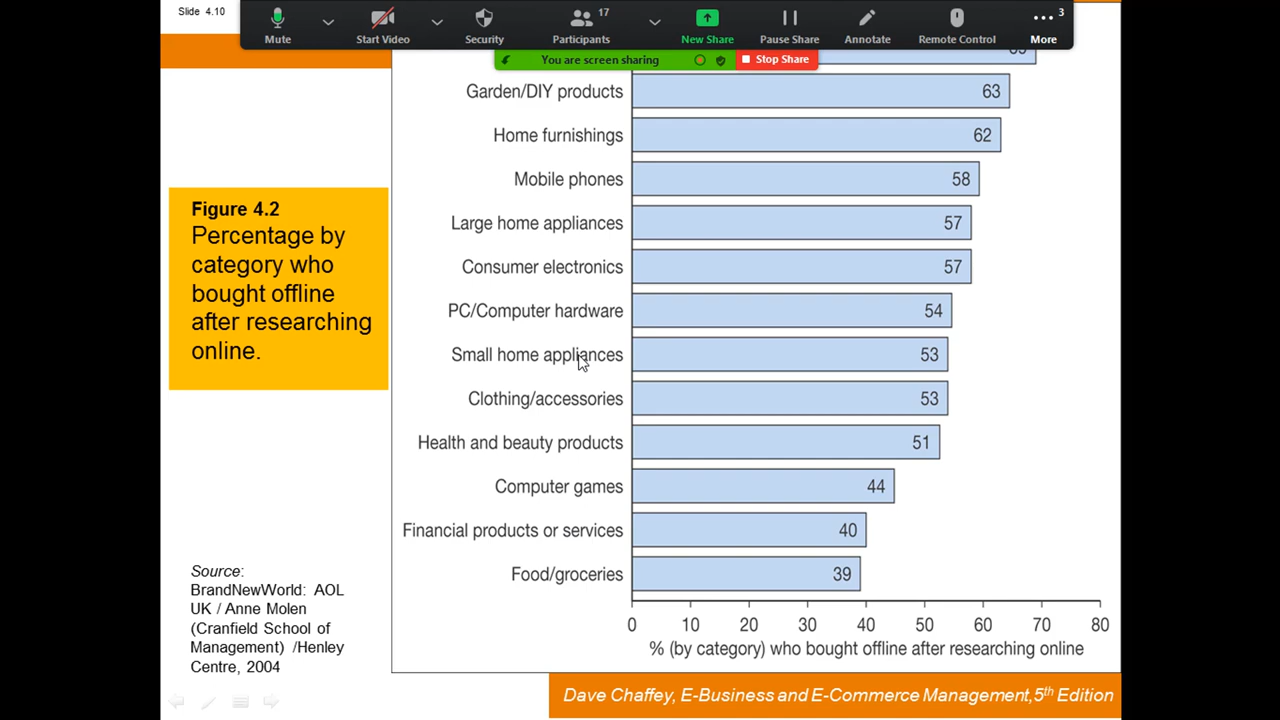 Slide 4.10
Mute
Start Video
Security
17
Participants
New Share
Pause Share
Annotate
Remote Control
3
More
You are screen sharing
Stop Share
Garden/DIY products 63
Home furnishings 62
Mobile phones 58
Large home appliances 57
Consumer electronics 57
PC/Computer hardware 54
Small home appliances 53
Clothing/accessories 53
Health and beauty products 51
Computer games 44
Financial products or services 40
Food/groceries 39
0 10 20 30 40 50 60 70 80
% (by category) who bought offline after researching online
Figure 4.2
Percentage by
category who
bought offline
after researching
online.
Source:
BrandNewWorld: AOL
UK / Anne Molen
(Cranfield School of
Management) /Henley
Centre, 2004
Dave Chaffey, E-Business and E-Commerce Management,5th Edition